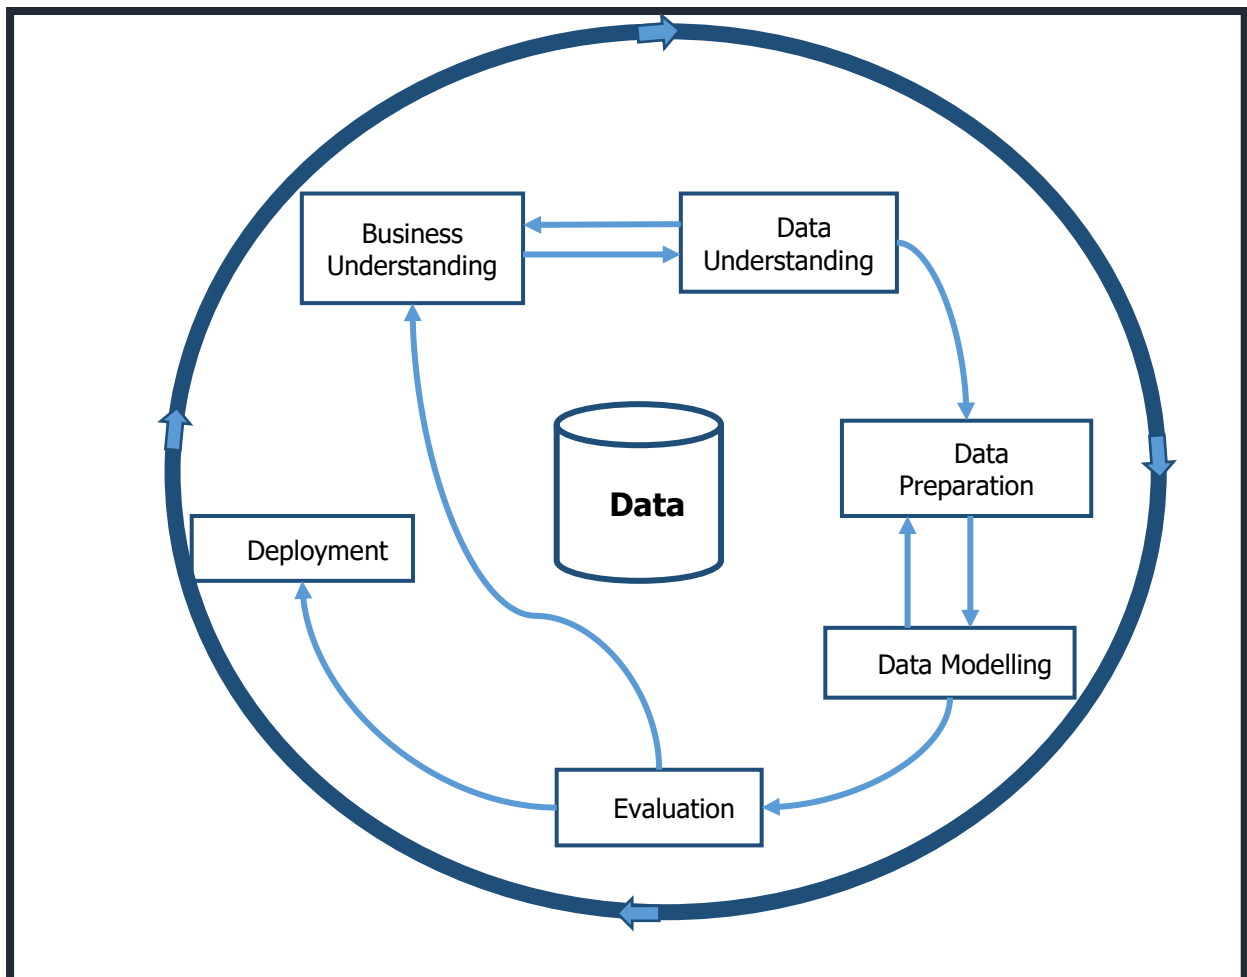 Business
Understanding
Data
Understanding
Data
Preparation
Data
Deployment
Data Modelling
Evaluation